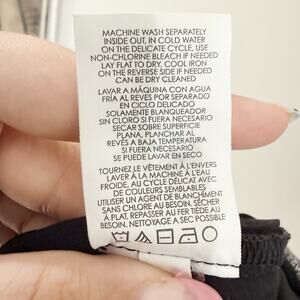 MACHINE WASH SEPARATELY
INSIDE OUT, IN COLD WATER
ON THE DELICATE CYCLE, USE
NON-CHLORINE BLEACH IF NEEDED
LAY FLAT TO DRY, COOL IRON
ON THE REVERSE SIDE IF NEEDED
CAN BE DRY CLEANED
LAVAR A MÁQUINA CON AGUA
FRÍA AL REVES POR SEPARADO
EN CICLO DELICADO
SOLAMENTE BLANQUEADOR
SIN CLORO SI FUERA NECESARIO
SECAR SOBRE SUPERFICIE
PLANA, PLANCHAR AL
REVÉS A BAJA TEMPERATURA
SI FUERA NECESARIO
SE PUEDE LAVAR EN SECO
TOURNEZ LE VÊTEMENT À L'ENVERS
LAVER À LA MACHINE À L'EAU
FROIDE, AU CYCLE DÉLICAT AVEC
DE COULEURS SEMBLABLES
UTILISER UN AGENT DE BLANCHIMENT
SANS CHLORE AU BESOIN, SÉCHER
À PLAT, REPASSER AU FER TIÈDE AU
BESOIN, NETTOYAGE A SEC POSSIBLE